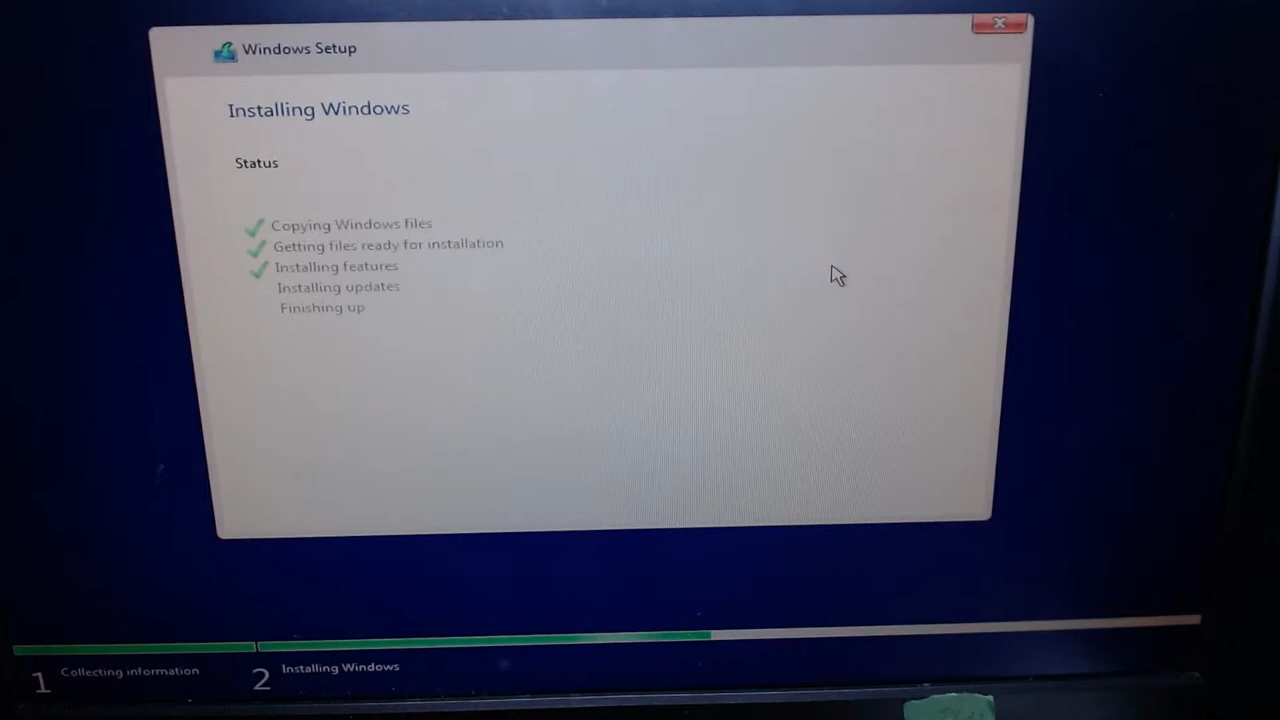 Windows Setup
Installing Windows
Status
Copying Windows files
Getting files ready for installation
Installing features
Installing updates
Finishing up
1 Collecting information
2 Installing Windows